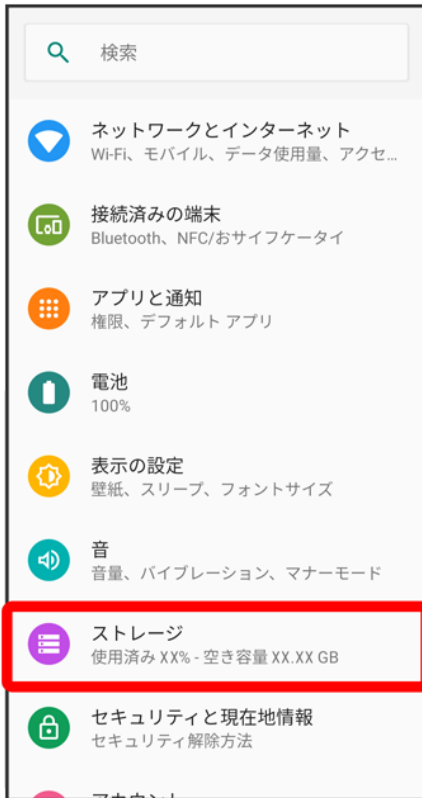 検索
ネットワークとインターネット
Wi-Fi、モバイル、データ使用量、アクセ...
接続済みの端末
Bluetooth、NFC/おサイフケータイ
アプリと通知
権限、デフォルト アプリ
電池
100%
表示の設定
壁紙、スリープ、フォントサイズ
音
音量、バイブレーション、マナーモード
ストレージ
使用済み XX% - 空き容量 XX.XX GB
セキュリティと現在地情報
セキュリティ解除方法